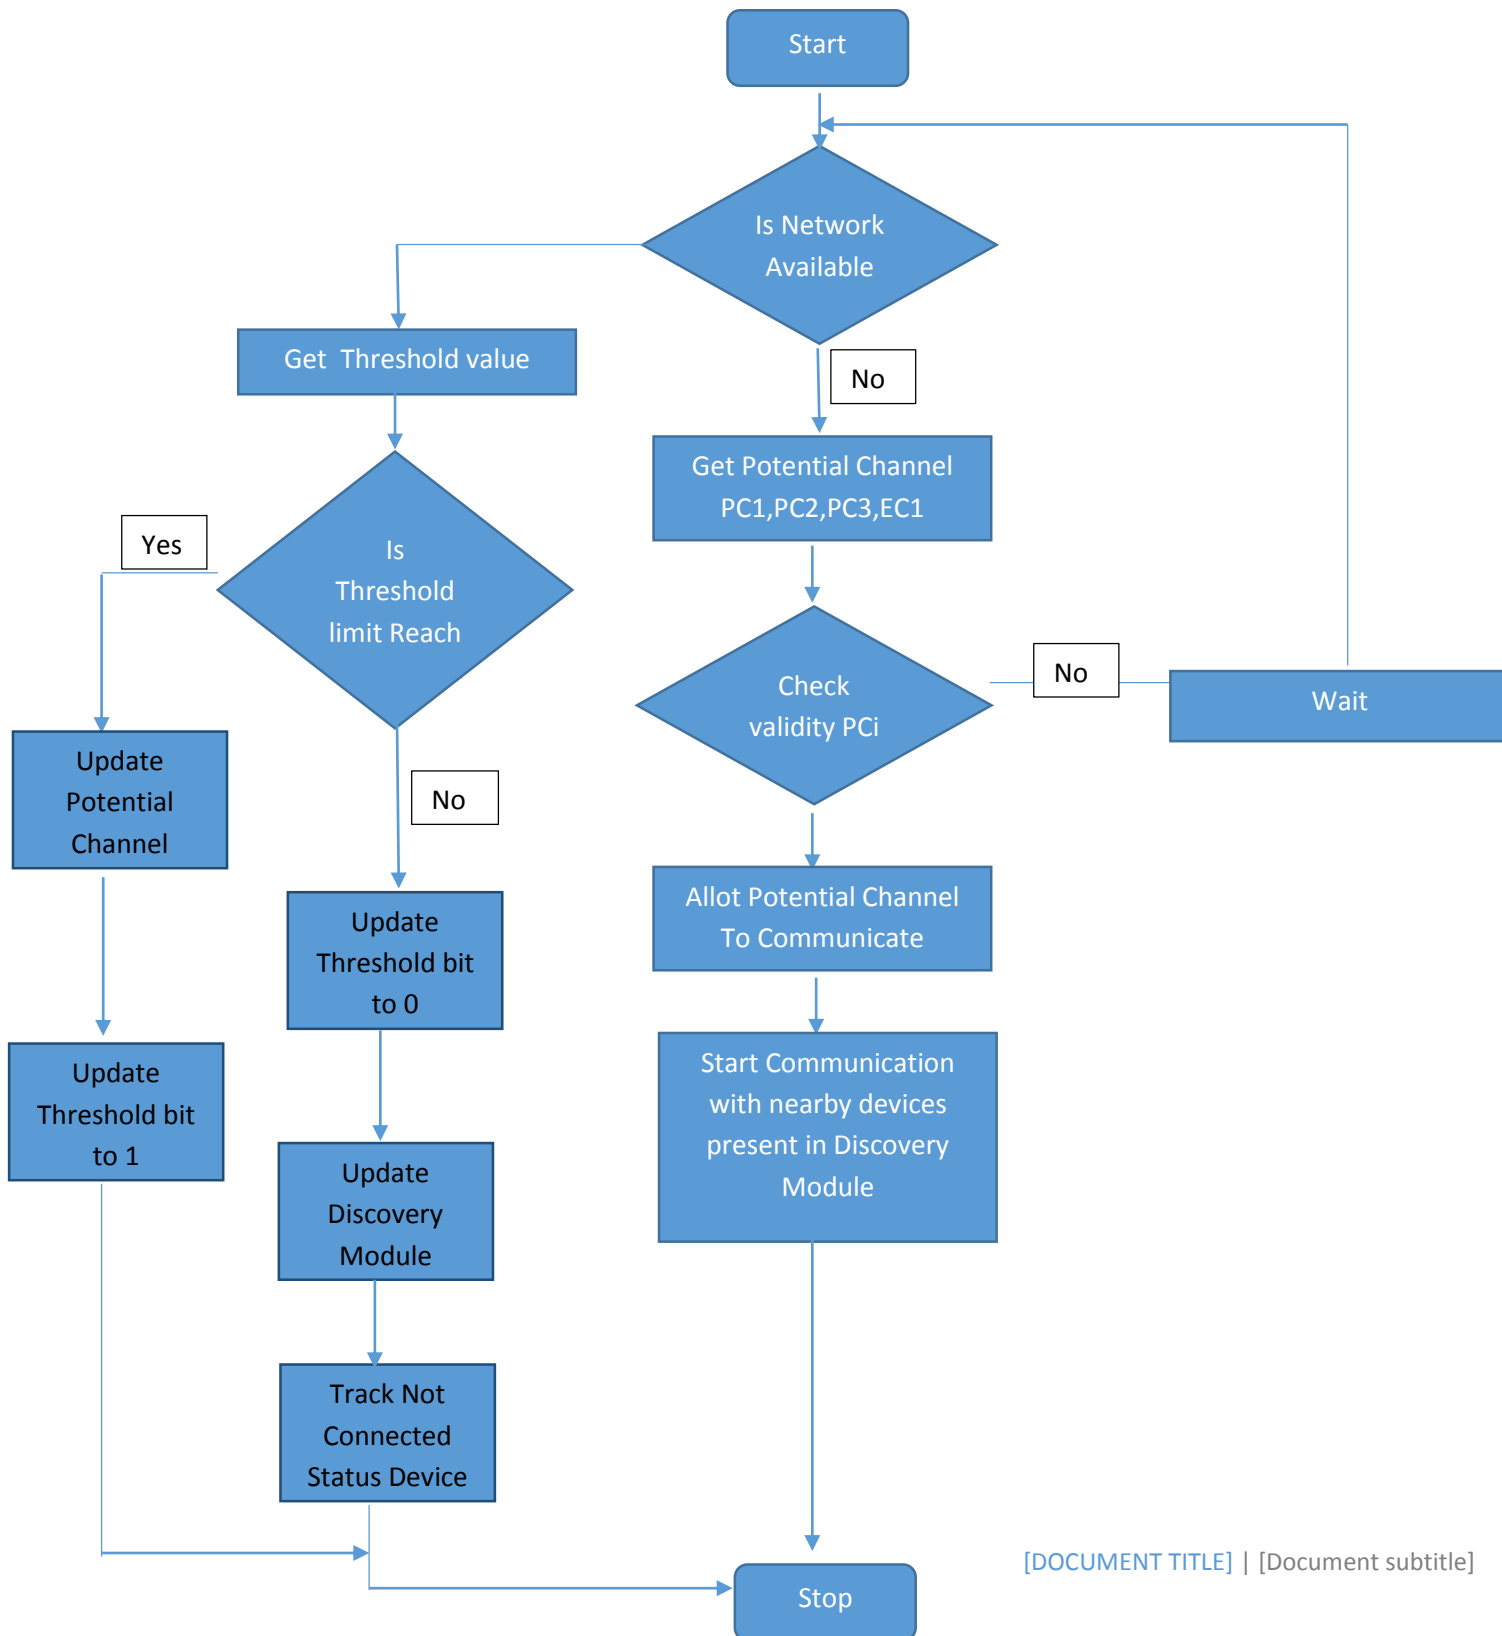 Start
Is Network
Available
Get  Threshold value
No
Get Potential Channel
PC1,PC2,PC3,EC1
Yes
Is
Threshold
limit Reach
Check
validity PCi
No
Wait
Update
Potential
Channel
No
Allot Potential Channel
To Communicate
Update
Threshold bit
to 0
Update
Threshold bit
to 1
Start Communication
with nearby devices
present in Discovery
Module
Update
Discovery
Module
Track Not
Connected
Status Device
Stop
[DOCUMENT TITLE] | [Document subtitle]